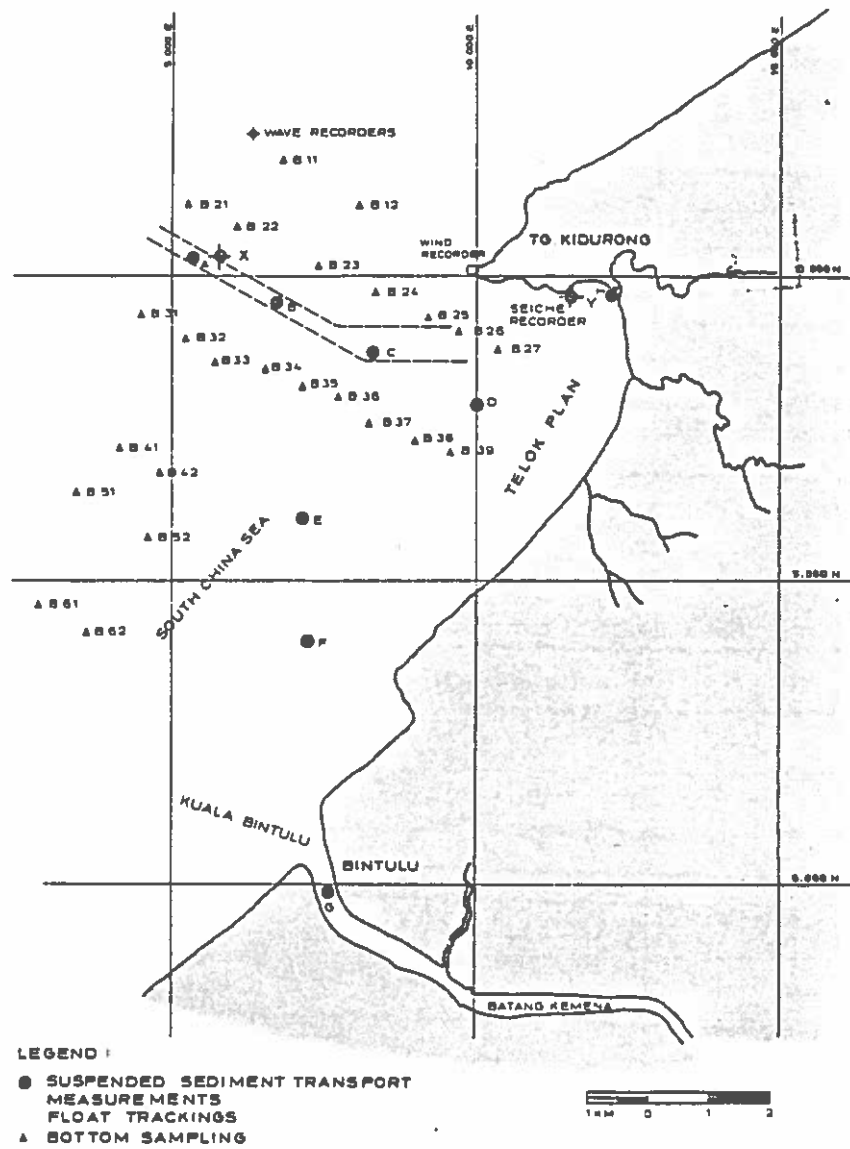 10 000 E
WAVE RECORDERS
B 11
B 21
B 12
B 22
WIND
RECORDER
TG. KIDURONG
X
A
B 23
B 24
B
B 31
B 25
SEICHE
RECORDER
Y
B 26
B 32
C
B 27
B 33
B 34
B 35
B 36
D
B 37
B 38
B 39
TELOK PLAN
B 41
B 42
B 51
E
B 52
SOUTH CHINA SEA
B 61
B 62
F
KUALA BINTULU
BINTULU
G
BATANG KEMENA
LEGEND :
SUSPENDED SEDIMENT TRANSPORT
MEASUREMENTS
FLOAT TRACKINGS
BOTTOM SAMPLING
1 KM 0 1 2